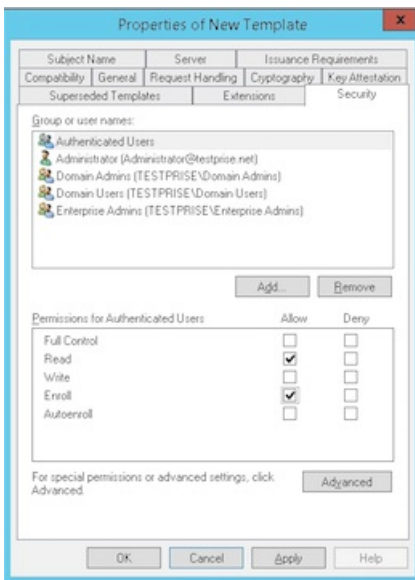 Properties of New Template
x
Subject Name Server Issuance Requirements
Compatibility General Request Handling Cryptography Key Attestation
Superseded Templates Extensions Security
Group or user names:
Authenticated Users
Administrator (Administrator@testprise.net)
Domain Admins (TESTPRISE\Domain Admins)
Domain Users (TESTPRISE\Domain Users)
Enterprise Admins (TESTPRISE\Enterprise Admins)
Add... Remove
Permissions for Authenticated Users Allow Deny
Full Control
Read
Write
Enroll
Autoenroll
For special permissions or advanced settings, click
Advanced.
Advanced
OK Cancel Apply Help